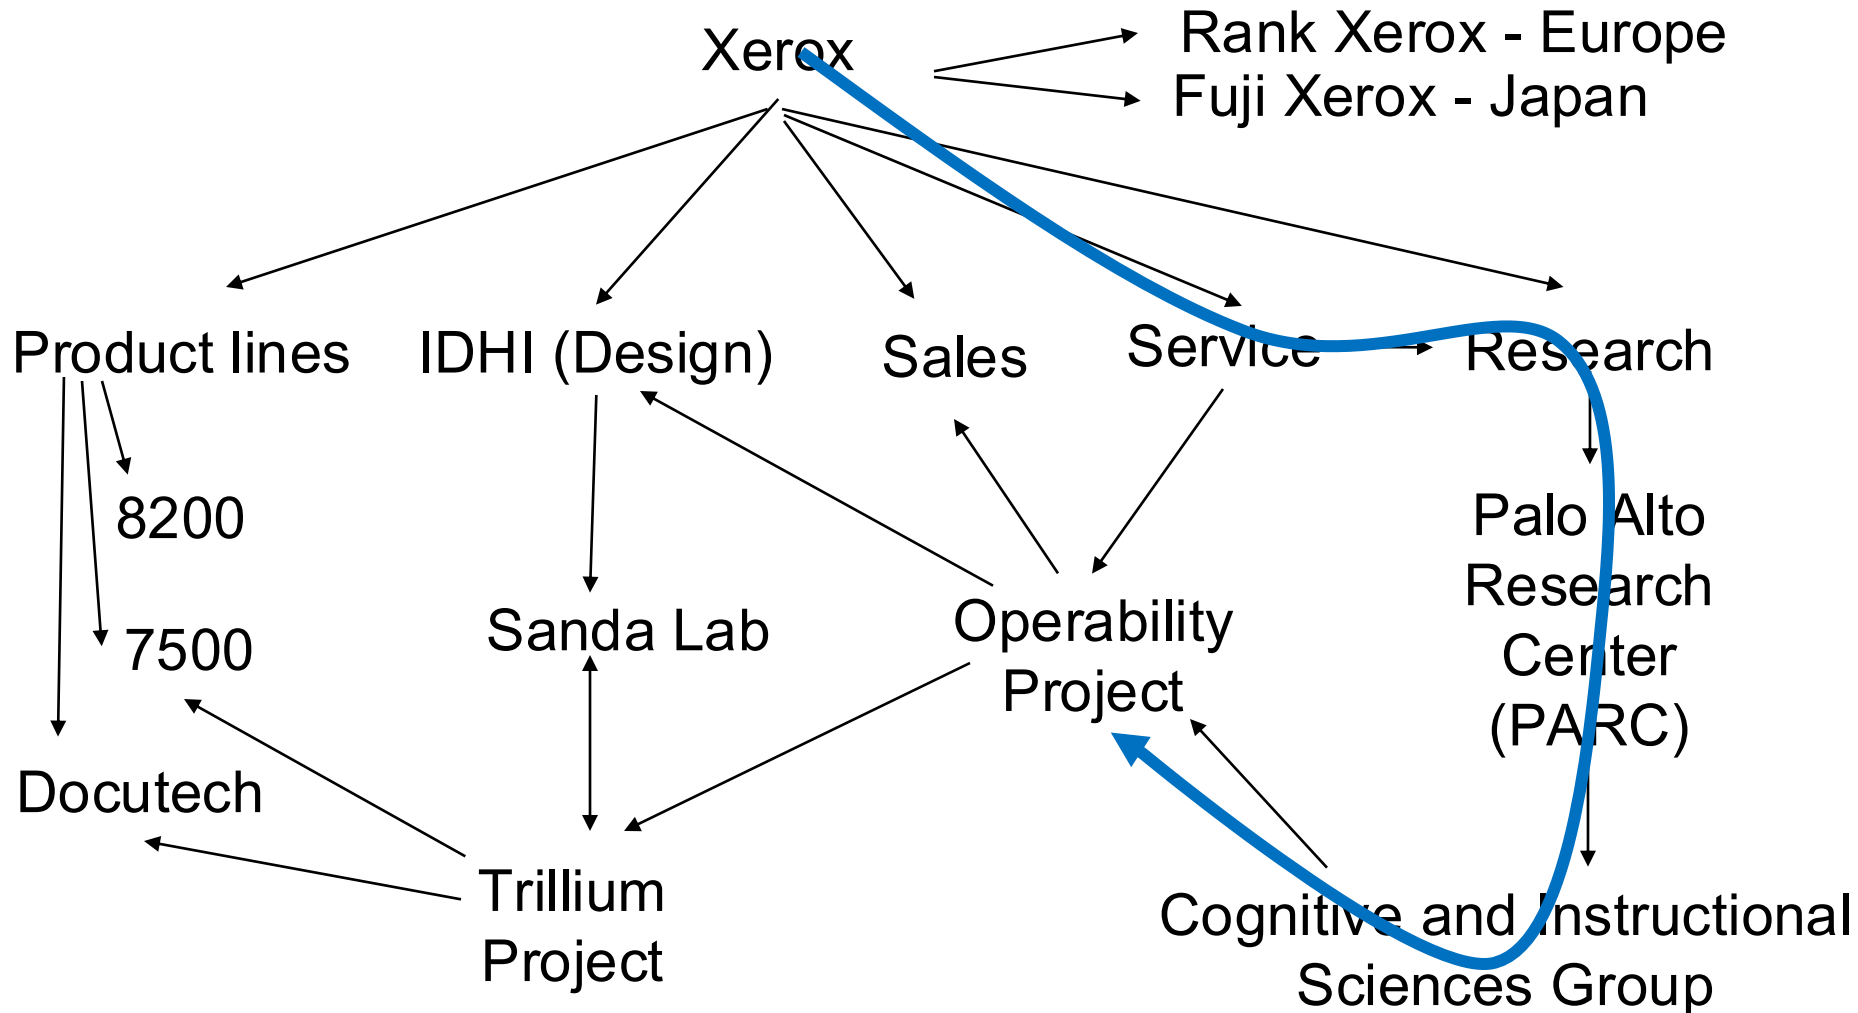 Xerox
Rank Xerox - Europe
Fuji Xerox - Japan
Product lines
IDHI (Design)
Sales
Service
Research
8200
7500
Docutech
Sanda Lab
Trillium
Project
Operability
Project
Palo Alto
Research
Center
(PARC)
Cognitive and Instructional
Sciences Group